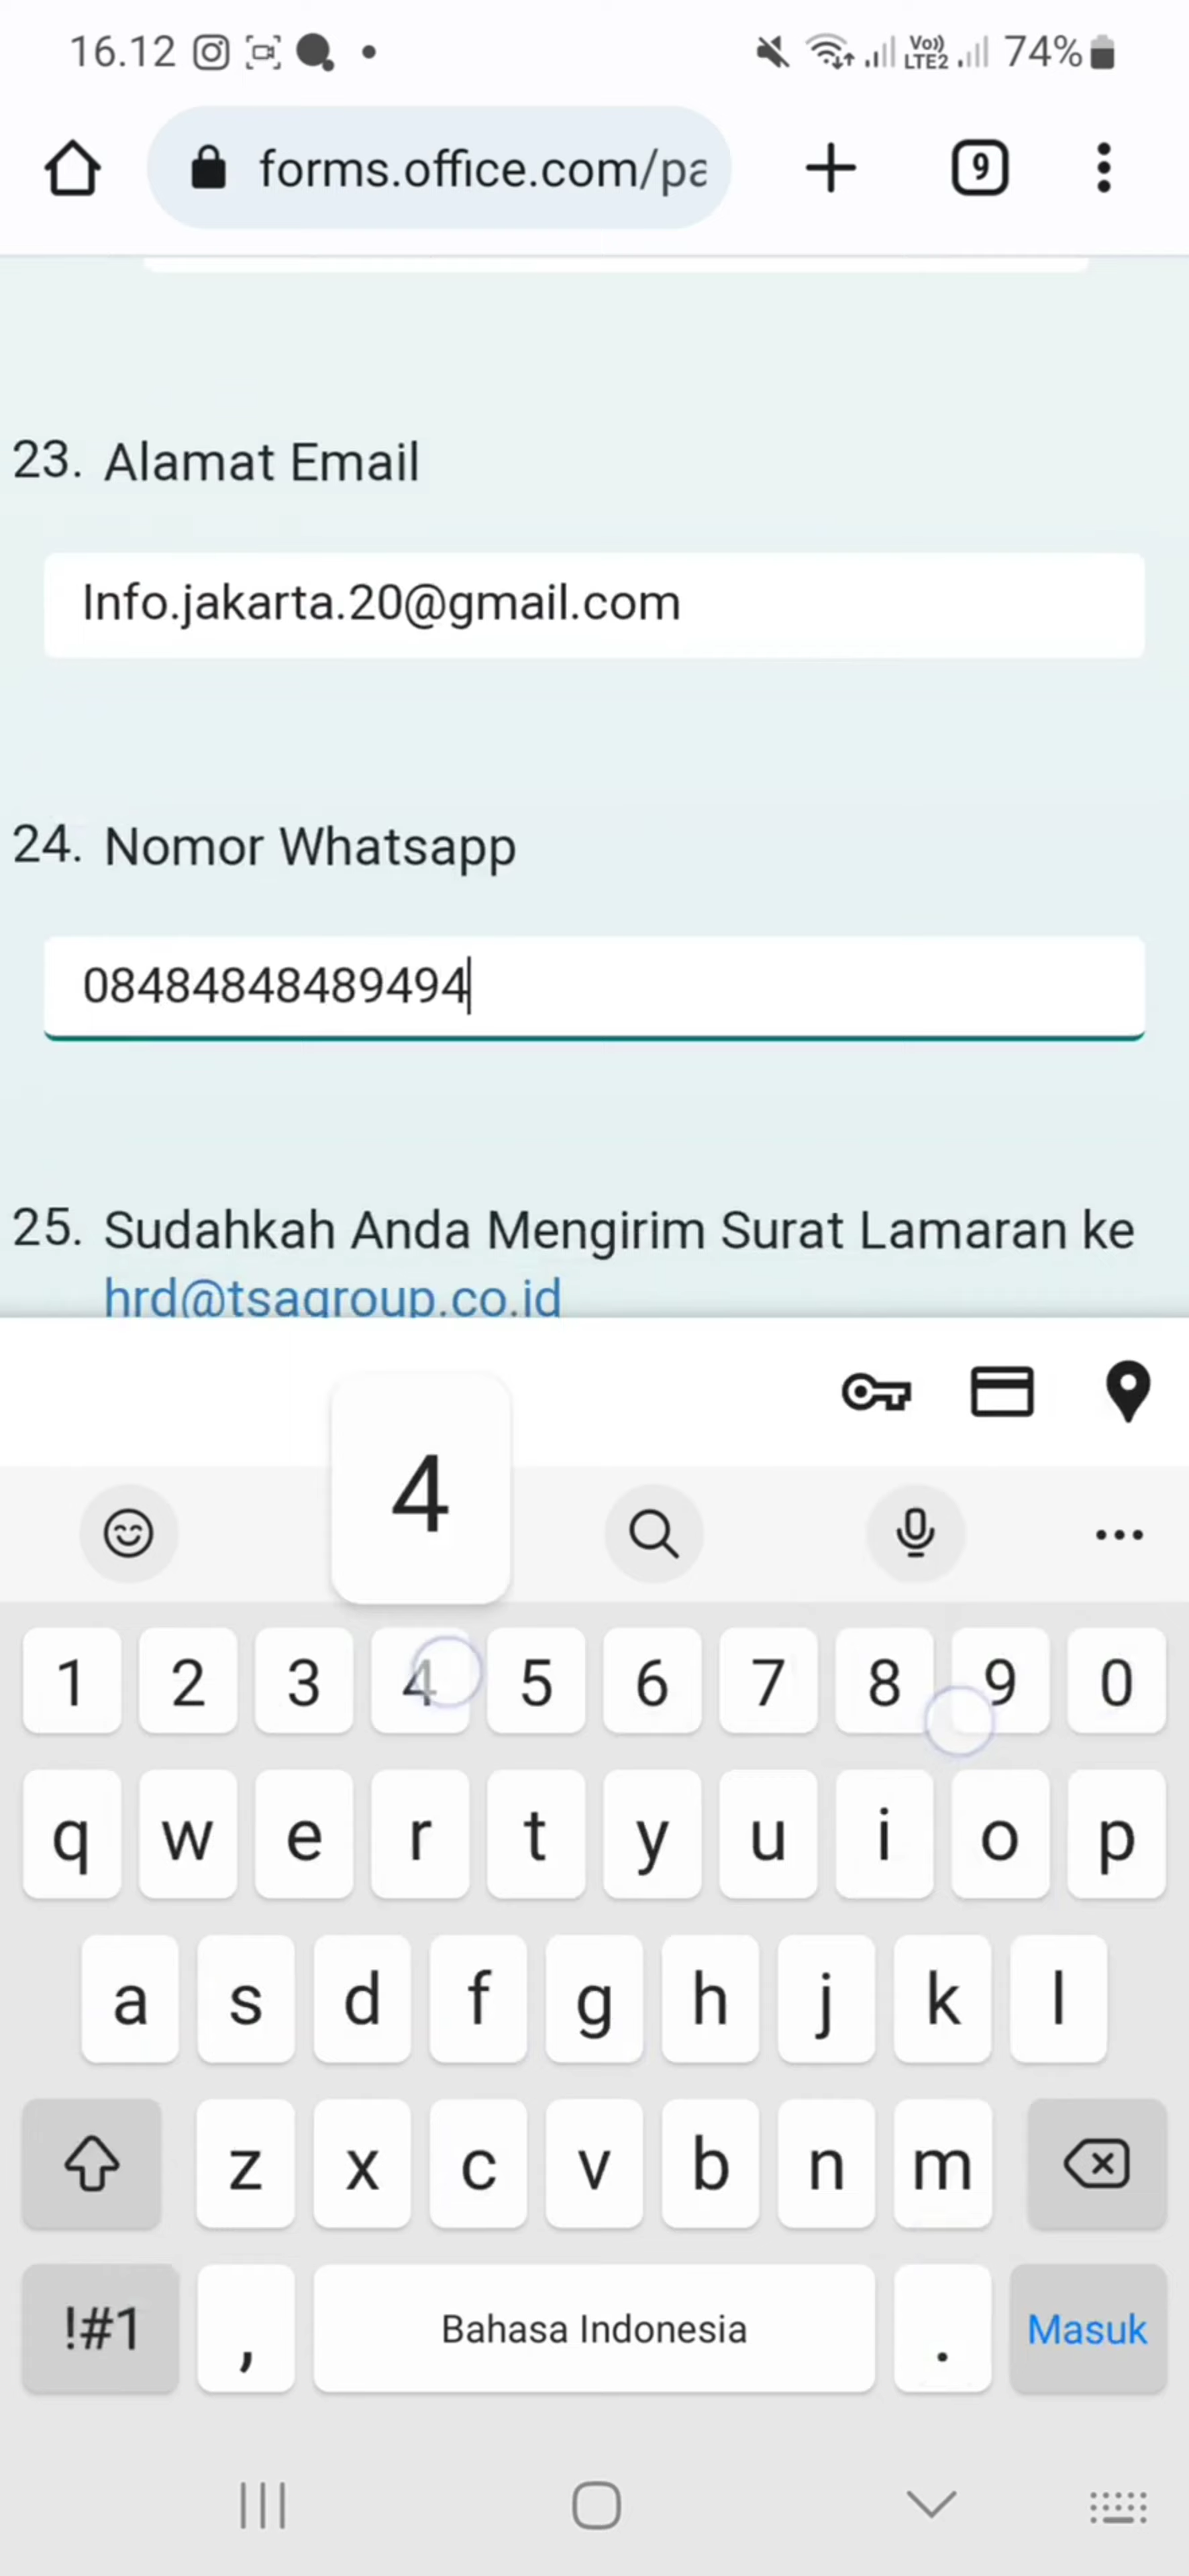 16.12
Vo)) LTE2 74%
forms.office.com/pa
9
23. Alamat Email
Info.jakarta.20@gmail.com
24. Nomor Whatsapp
08484848489494
25. Sudahkah Anda Mengirim Surat Lamaran ke
hrd@tsagroup.co.id
4
1 2 3 4 5 6 7 8 9 0
q w e r t y u i o p
a s d f g h j k l
z x c v b n m
!#1 , Bahasa Indonesia . Masuk